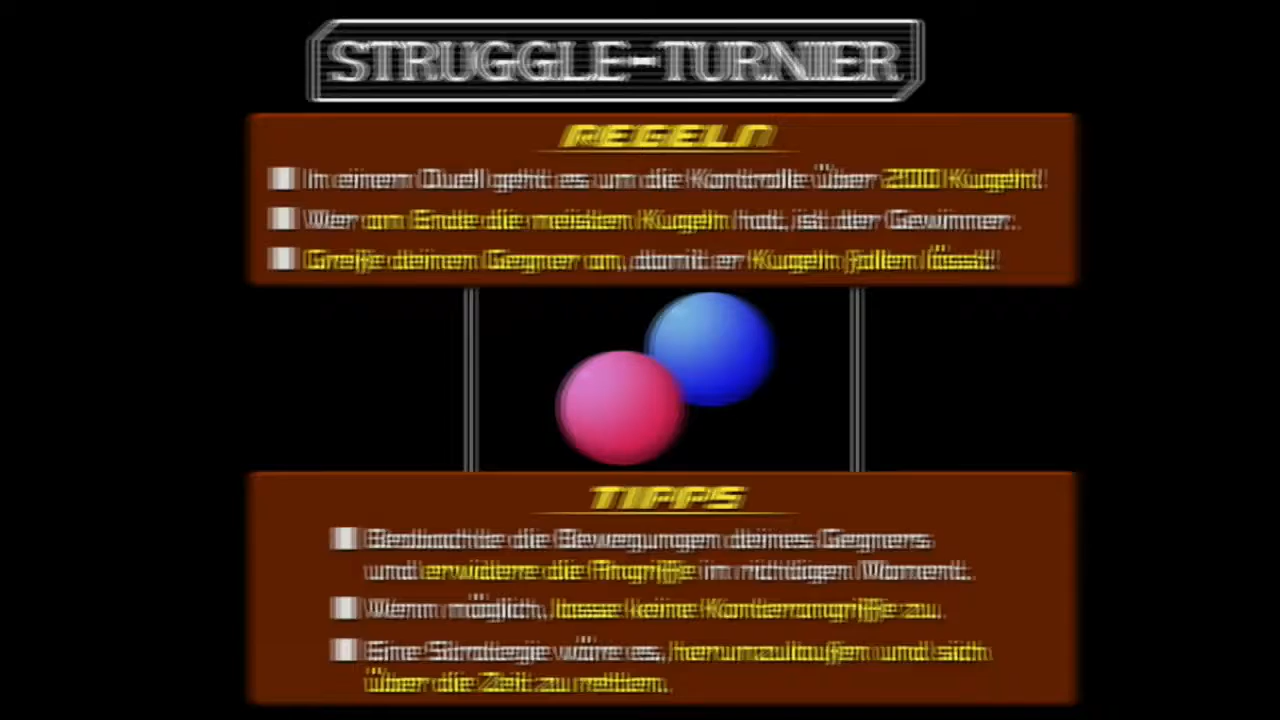 STRUGGLE-TURNIER
REGELN
In einem Duell geht es um die Kontrolle über 200 Kugeln!
Wer am Ende die meisten Kugeln hat, ist der Gewinner.
Greife deinen Gegner an, damit er Kugeln fallen lässt!
TIPPS
Beobachte die Bewegungen deines Gegners
und erwidere die Angriffe im richtigen Moment.
Wenn möglich, lasse keine Konterangriffe zu.
Eine Strategie wäre es, herumzulaufen und sich
über die Zeit zu retten.